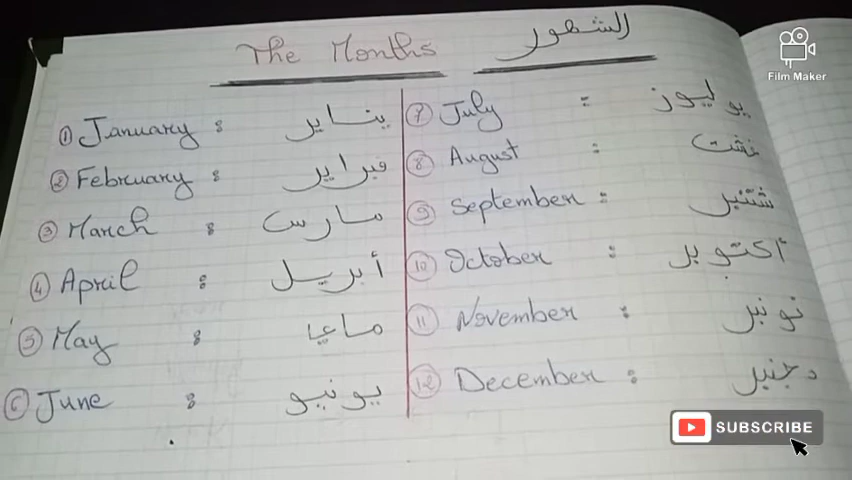 The Months الشهور
① January : يناير
② February : فبراير
③ March : مارس
④ April : أبريل
⑤ May : ماي
⑥ June : يونيو
⑦ July : يوليوز
⑧ August : غشت
⑨ September : شتنبر
⑩ October : أكتوبر
⑪ November : نونبر
⑫ December : دجنبر
Film Maker
SUBSCRIBE